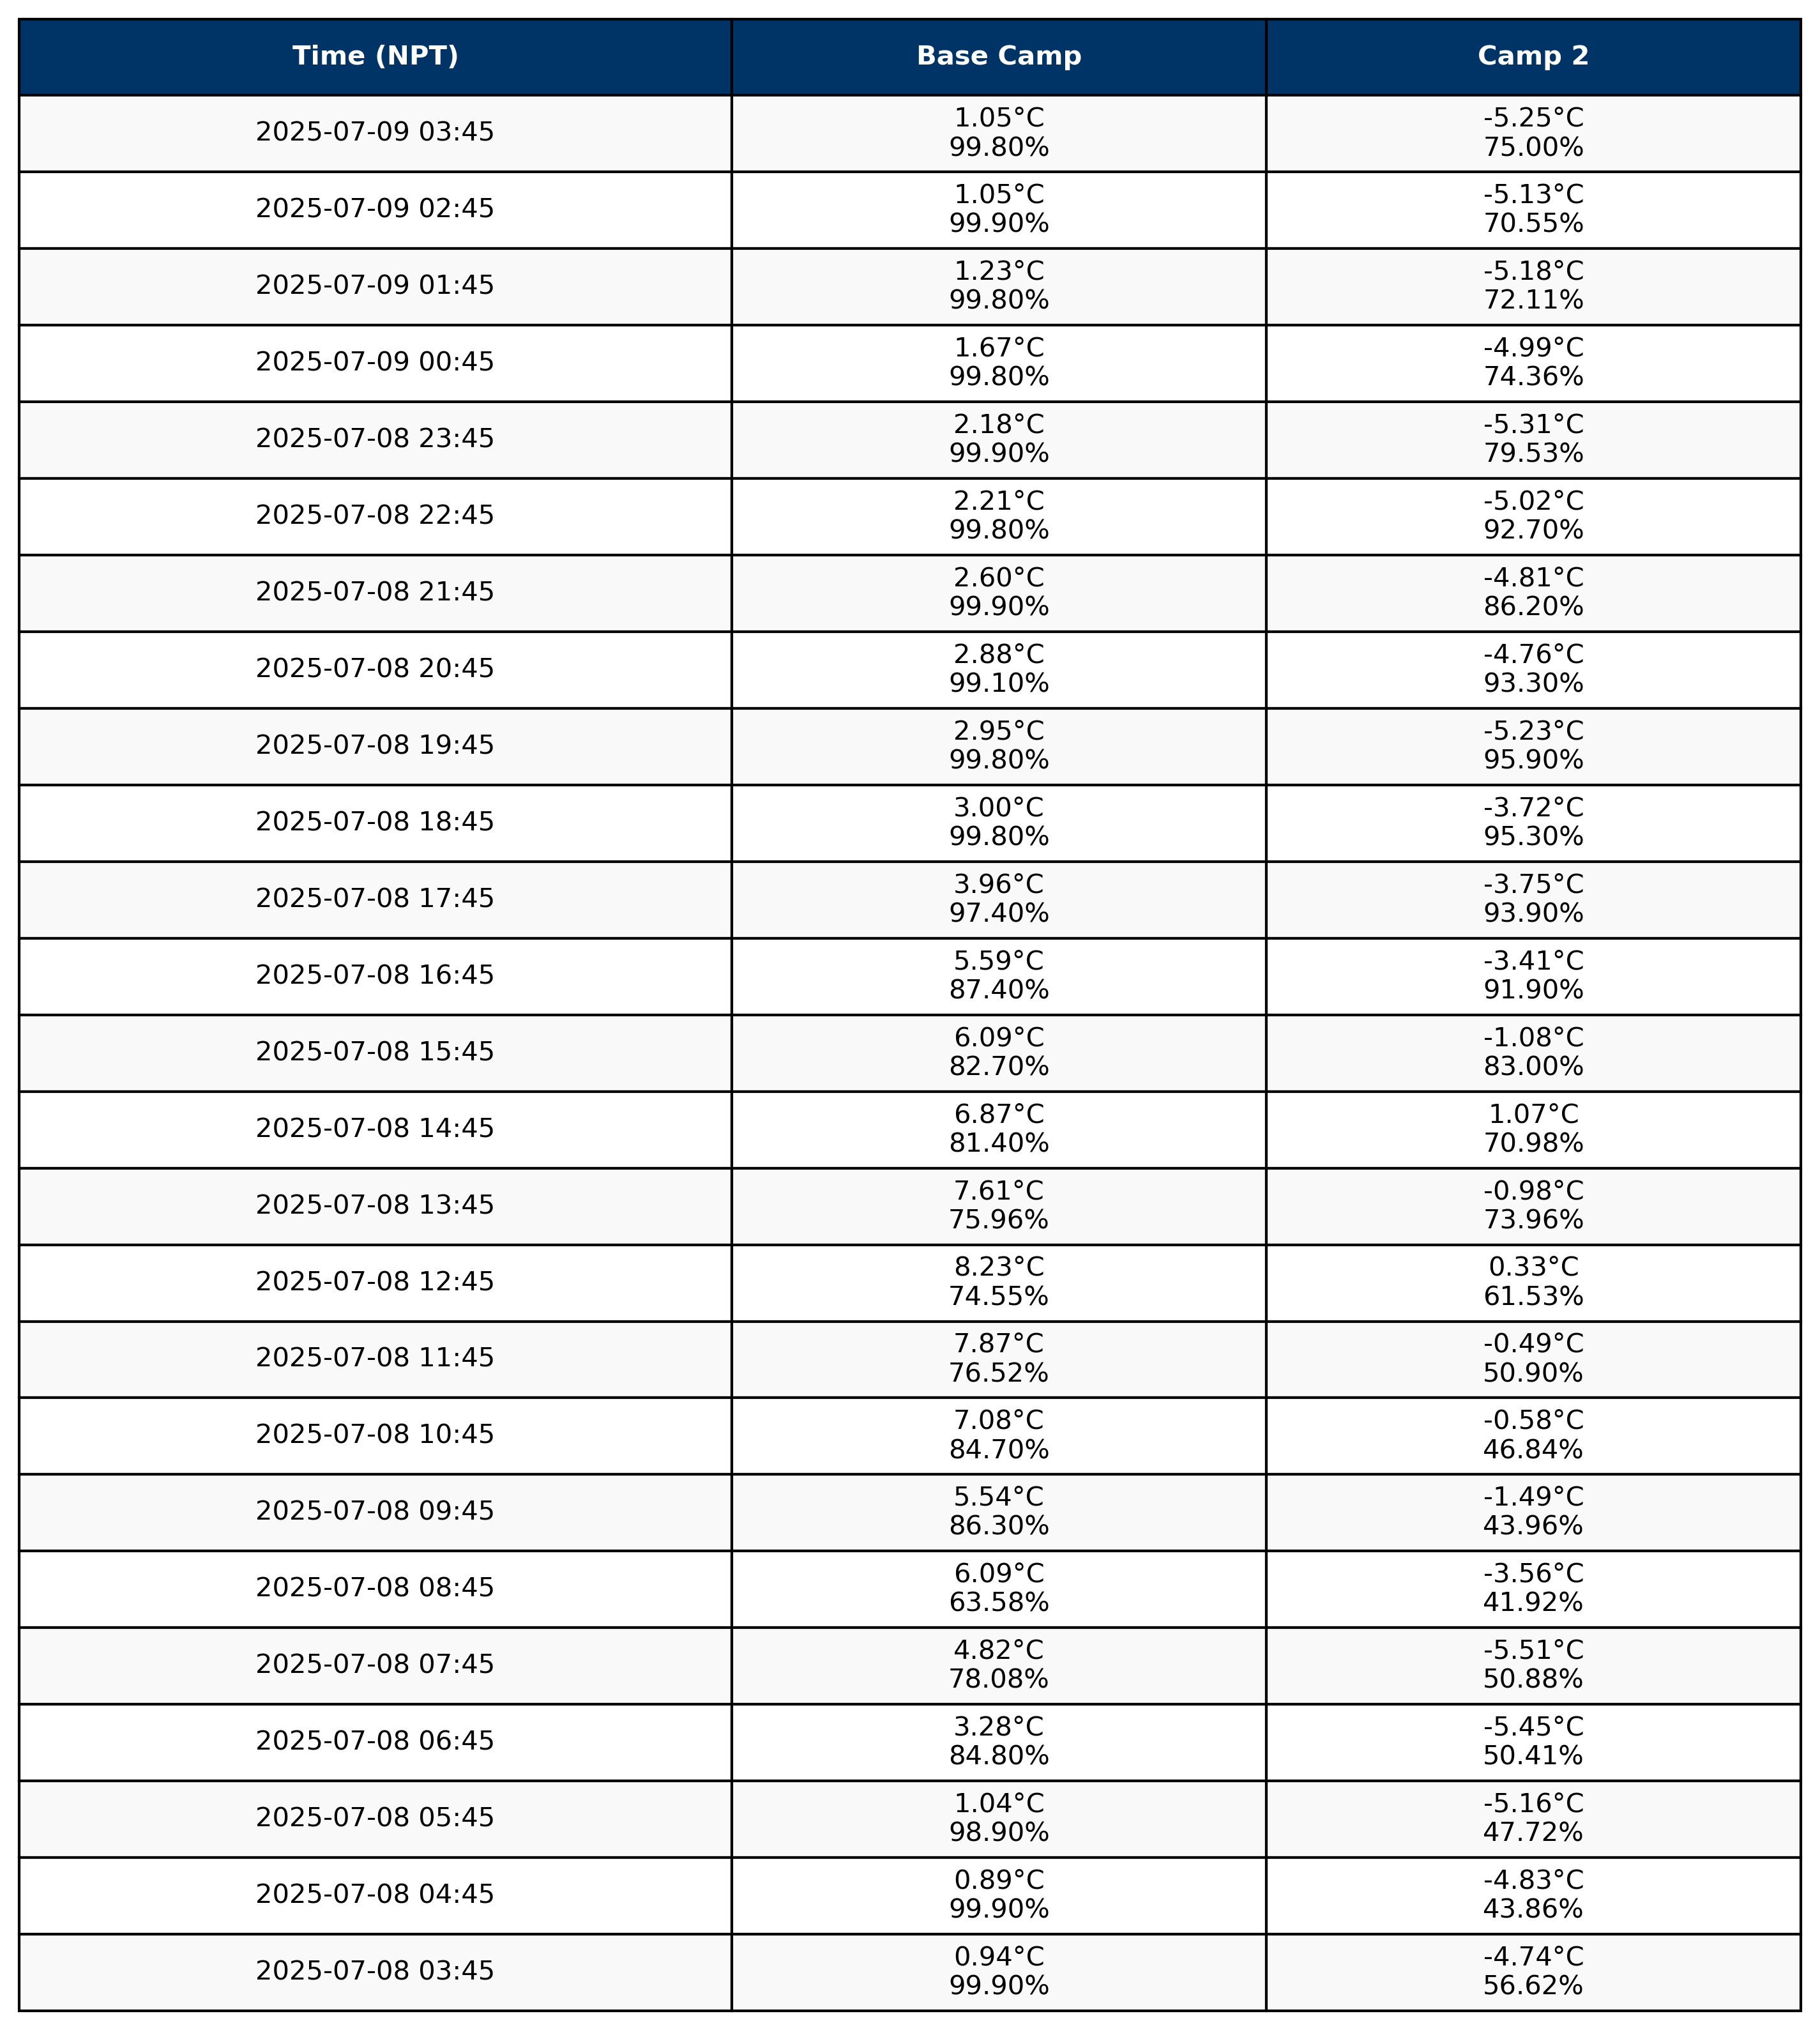 Time (NPT) Base Camp Camp 2
2025-07-09 03:45
1.05°C
99.80%
-5.25°C
75.00%
2025-07-09 02:45
1.05°C
99.90%
-5.13°C
70.55%
2025-07-09 01:45
1.23°C
99.80%
-5.18°C
72.11%
2025-07-09 00:45
1.67°C
99.80%
-4.99°C
74.36%
2025-07-08 23:45
2.18°C
99.90%
-5.31°C
79.53%
2025-07-08 22:45
2.21°C
99.80%
-5.02°C
92.70%
2025-07-08 21:45
2.60°C
99.90%
-4.81°C
86.20%
2025-07-08 20:45
2.88°C
99.10%
-4.76°C
93.30%
2025-07-08 19:45
2.95°C
99.80%
-5.23°C
95.90%
2025-07-08 18:45
3.00°C
99.80%
-3.72°C
95.30%
2025-07-08 17:45
3.96°C
97.40%
-3.75°C
93.90%
2025-07-08 16:45
5.59°C
87.40%
-3.41°C
91.90%
2025-07-08 15:45
6.09°C
82.70%
-1.08°C
83.00%
2025-07-08 14:45
6.87°C
81.40%
1.07°C
70.98%
2025-07-08 13:45
7.61°C
75.96%
-0.98°C
73.96%
2025-07-08 12:45
8.23°C
74.55%
0.33°C
61.53%
2025-07-08 11:45
7.87°C
76.52%
-0.49°C
50.90%
2025-07-08 10:45
7.08°C
84.70%
-0.58°C
46.84%
2025-07-08 09:45
5.54°C
86.30%
-1.49°C
43.96%
2025-07-08 08:45
6.09°C
63.58%
-3.56°C
41.92%
2025-07-08 07:45
4.82°C
78.08%
-5.51°C
50.88%
2025-07-08 06:45
3.28°C
84.80%
-5.45°C
50.41%
2025-07-08 05:45
1.04°C
98.90%
-5.16°C
47.72%
2025-07-08 04:45
0.89°C
99.90%
-4.83°C
43.86%
2025-07-08 03:45
0.94°C
99.90%
-4.74°C
56.62%